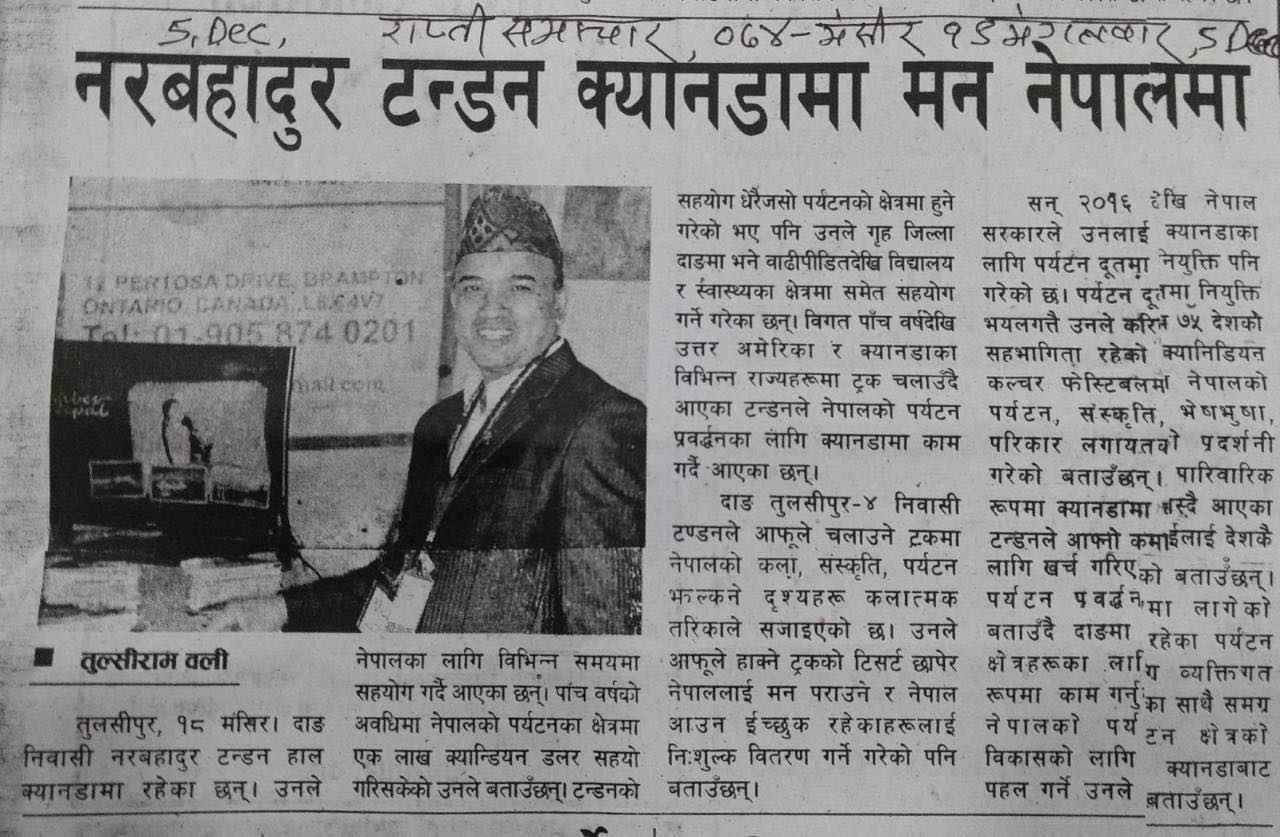 5, Dec, राप्ती समाचार, ०७४-मंसीर १९ मंगलबार, 5 Dec
नरबहादुर टन्डन क्यानडामा मन नेपालमा
12 PERTOSA DRIVE, BRAMPTON
ONTARIO, CANADA, L6X4V7
Tel: 01-905 874 0201
mail.com
■ तुल्सीराम वली
तुलसीपुर, १८ मंसिर। दाङ
निवासी नरबहादुर टन्डन हाल
क्यानडामा रहेका छन्। उनले
नेपालका लागि विभिन्न समयमा
सहयोग गर्दै आएका छन्। पाँच वर्षको
अवधिमा नेपालको पर्यटनका क्षेत्रमा
एक लाख क्यान्डियन डलर सहयो
गरिसकेको उनले बताउँछन्। टन्डनको
सहयोग धेरैजसो पर्यटनको क्षेत्रमा हुने
गरेको भए पनि उनले गृह जिल्ला
दाङमा भने वाढीपीडितदेखि विद्यालय
र स्वास्थ्यका क्षेत्रमा समेत सहयोग
गर्ने गरेका छन्। विगत पाँच वर्षदेखि
उत्तर अमेरिका र क्यानडाका
विभिन्न राज्यहरूमा ट्रक चलाउँदै
आएका टन्डनले नेपालको पर्यटन
प्रवर्द्धनका लागि क्यानडामा काम
गर्दै आएका छन्।
दाङ तुलसीपुर-४ निवासी
टण्डनले आफूले चलाउने ट्रकमा
नेपालको कला, संस्कृति, पर्यटन
झल्कने दृश्यहरू कलात्मक
तरिकाले सजाइएको छ। उनले
आफूले हाक्ने ट्रकको टिसर्ट छापेर
नेपाललाई मन पराउने र नेपाल
आउन ईच्छुक रहेकाहरूलाई
नि:शुल्क वितरण गर्ने गरेको पनि
बताउँछन्।
सन् २०१६ देखि नेपाल
सरकारले उनलाई क्यानडाका
लागि पर्यटन दूतमा नियुक्ति पनि
गरेको छ। पर्यटन दूतमा नियुक्ति
भयलगत्तै उनले करिब ७५ देशको
सहभागिता रहेको क्यानिडियन
कल्चर फेस्टिबलमा नेपालको
पर्यटन, संस्कृति, भेषभुषा,
परिकार लगायतको प्रदर्शनी
गरेको बताउँछन्। पारिवारिक
रूपमा क्यानडामा बस्दै आएका
टन्डनले आफ्नो कमाईलाई देशकै
लागि खर्च गरिएको बताउँछन्।
पर्यटन प्रवर्द्धनमा लागेको
बताउँदै दाङमा रहेका पर्यटन
क्षेत्रहरूका लागि व्यक्तिगत
रूपमा काम गर्नुका साथै समग्र
नेपालको पर्यटन क्षेत्रको
विकासको लागि क्यानडाबाट
पहल गर्ने उनले बताउँछन्।